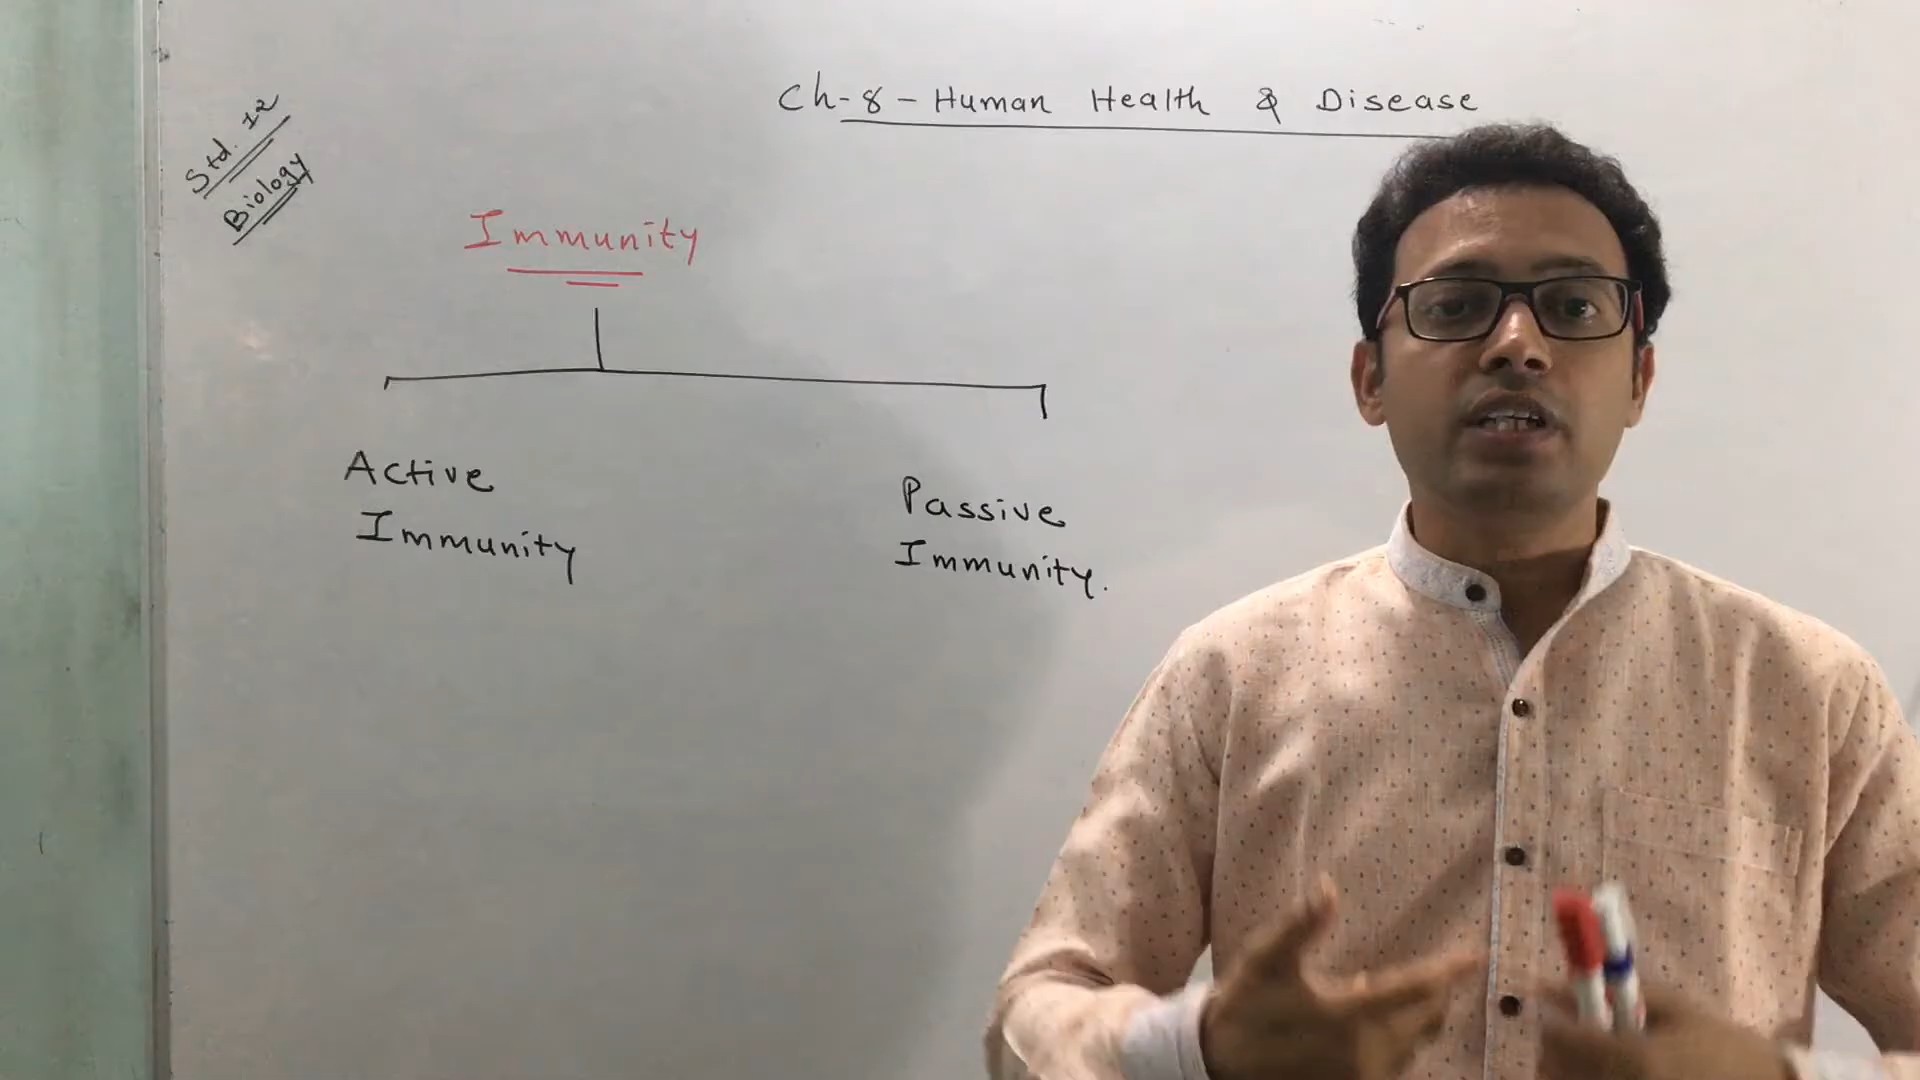 Ch-8 - Human Health & Disease
Std. 12
Biology
Immunity
Active
Immunity
Passive
Immunity.